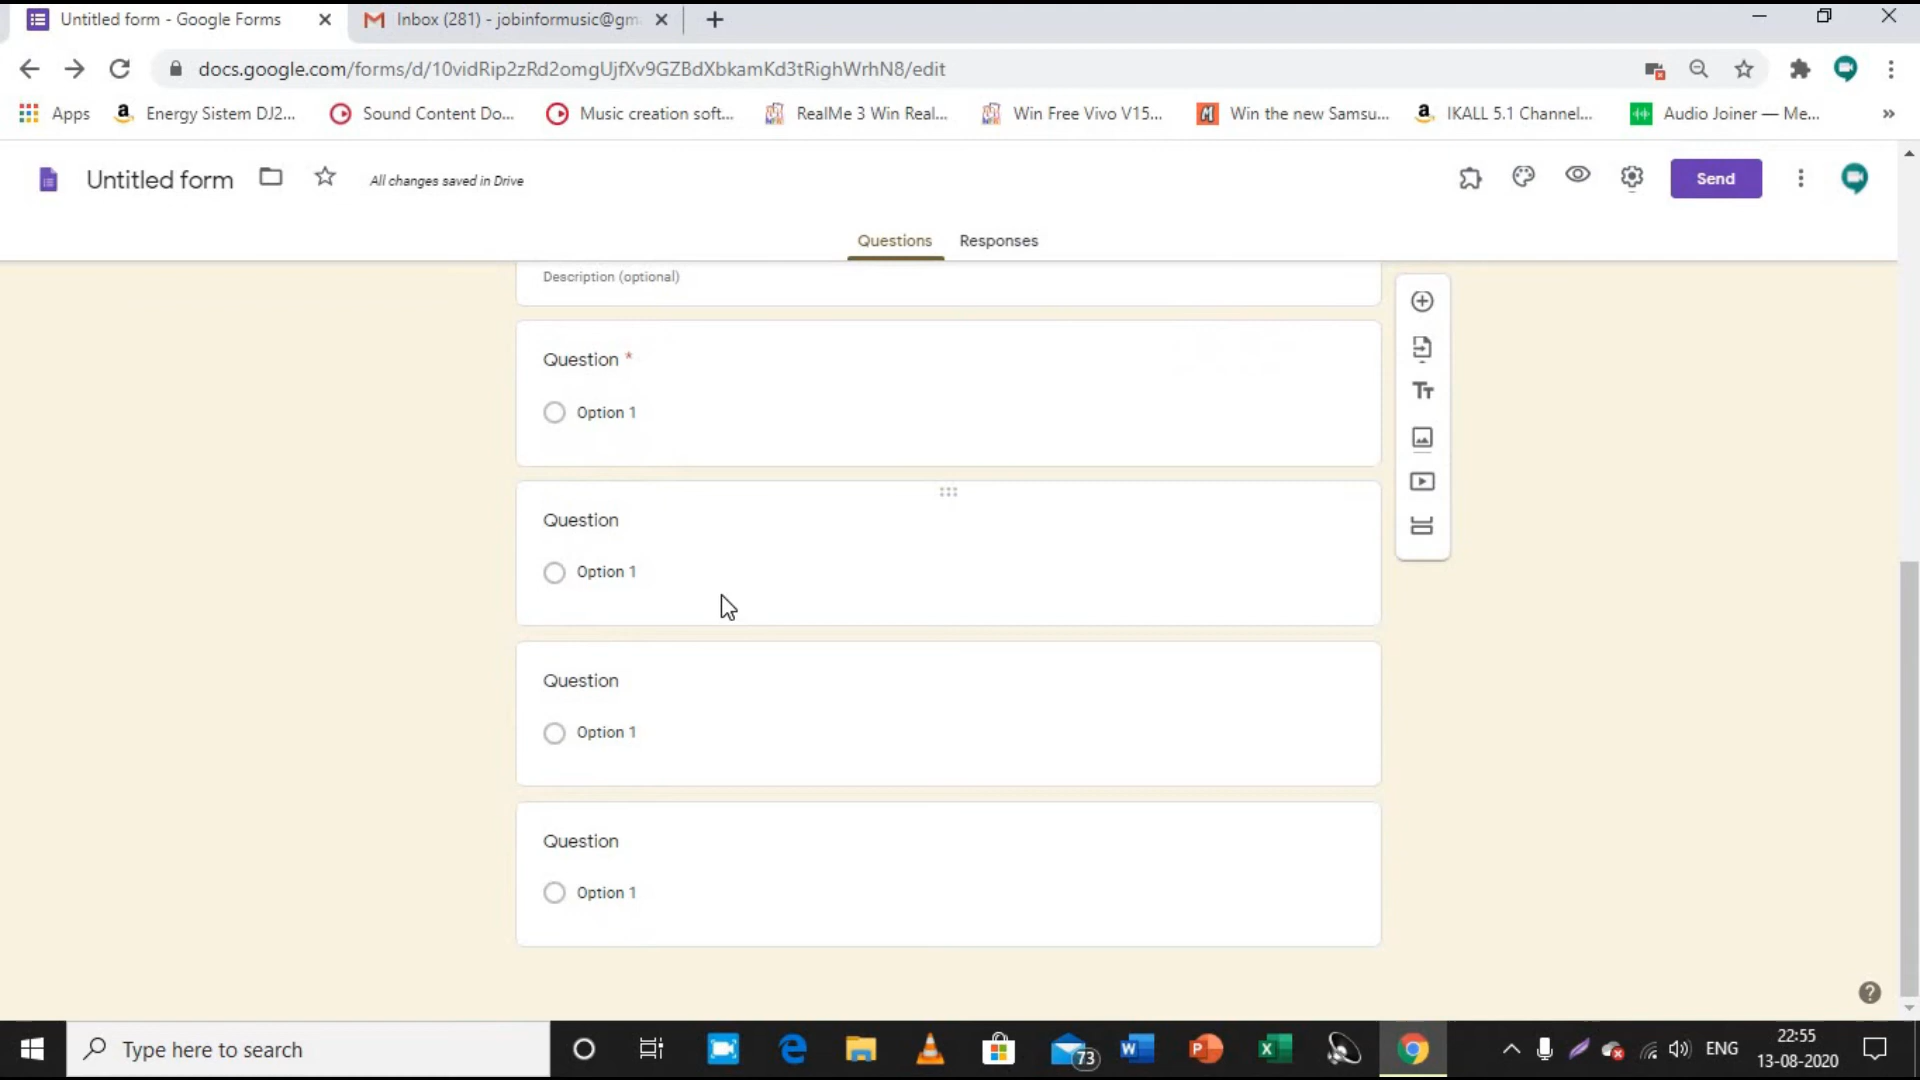 Untitled form - Google Forms
Inbox (281) - jobinformusic@gm
docs.google.com/forms/d/10vidRip2zRd2omgUjfXv9GZBdXbkamKd3tRighWrhN8/edit
Apps
Energy Sistem DJ2...
Sound Content Do...
Music creation soft...
RealMe 3 Win Real...
Win Free Vivo V15...
Win the new Samsu...
IKALL 5.1 Channel...
Audio Joiner — Me...
»
Untitled form
All changes saved in Drive
Send
Questions
Responses
Description (optional)
Question *
Option 1
Question
Option 1
Question
Option 1
Question
Option 1
Type here to search
73
ENG
22:55
13-08-2020